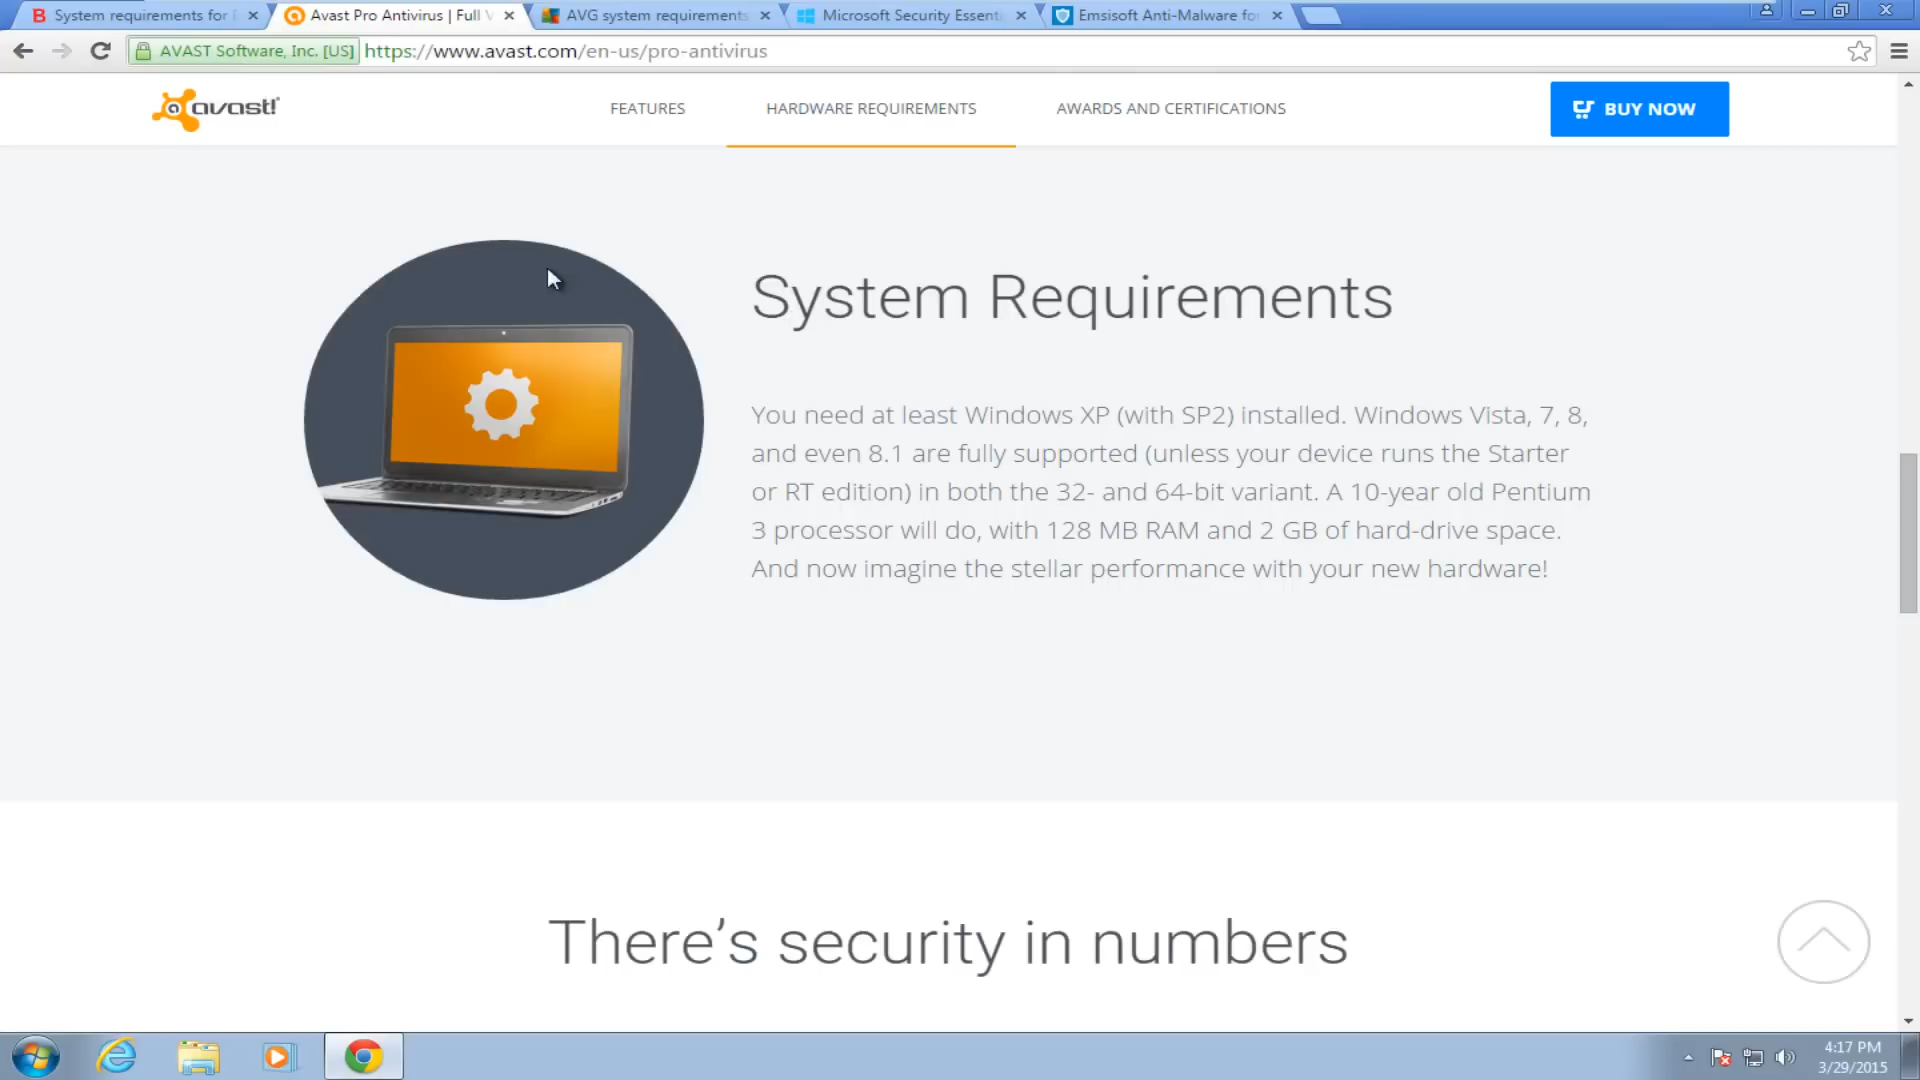 B System requirements for
Avast Pro Antivirus | Full V
AVG system requirements
Microsoft Security Essenti
Emsisoft Anti-Malware fo
AVAST Software, Inc. [US]
https://www.avast.com/en-us/pro-antivirus
avast!
FEATURES
HARDWARE REQUIREMENTS
AWARDS AND CERTIFICATIONS
BUY NOW
System Requirements
You need at least Windows XP (with SP2) installed. Windows Vista, 7, 8,
and even 8.1 are fully supported (unless your device runs the Starter
or RT edition) in both the 32- and 64-bit variant. A 10-year old Pentium
3 processor will do, with 128 MB RAM and 2 GB of hard-drive space.
And now imagine the stellar performance with your new hardware!
There’s security in numbers
4:17 PM
3/29/2015